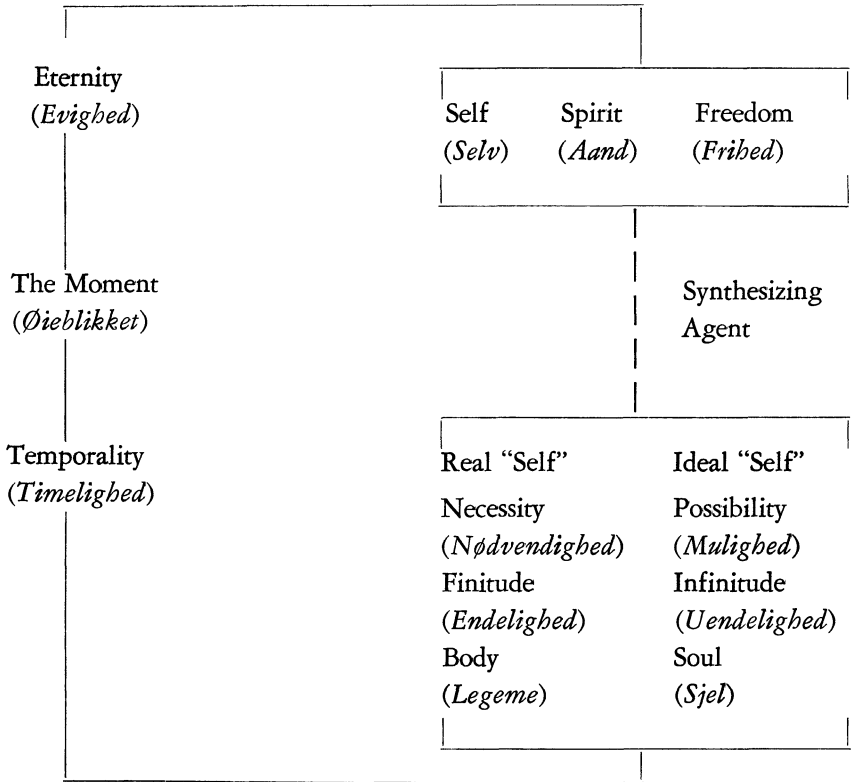 Eternity
(Evighed)
The Moment
(Øieblikket)
Temporality
(Timelighed)
Self Spirit Freedom
(Selv) (Aand) (Frihed)
Synthesizing
Agent
Real “Self” Ideal “Self”
Necessity Possibility
(Nødvendighed) (Mulighed)
Finitude Infinitude
(Endelighed) (Uendelighed)
Body Soul
(Legeme) (Sjel)